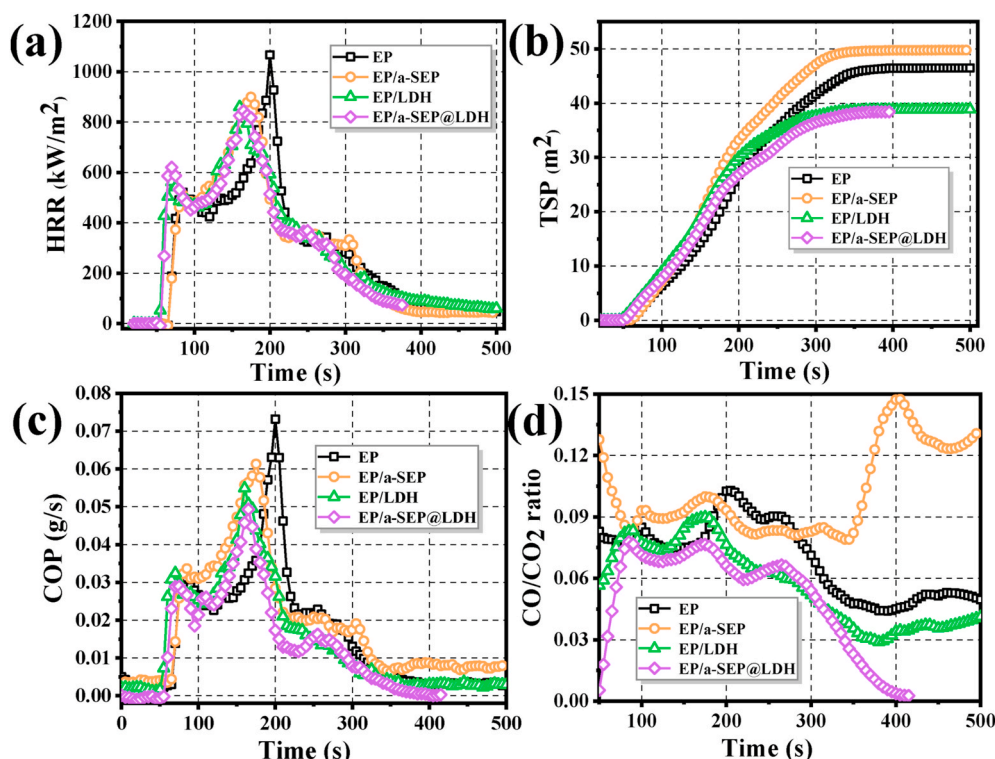 (a)
HRR (kW/m2)
1200
1000
800
600
400
200
0
EP
EP/a-SEP
EP/LDH
EP/a-SEP@LDH
100
200
300
400
500
Time (s)
(b)
TSP (m2)
50
40
30
20
10
0
EP
EP/a-SEP
EP/LDH
EP/a-SEP@LDH
100
200
300
400
500
Time (s)
(c)
COP (g/s)
0.08
0.07
0.06
0.05
0.04
0.03
0.02
0.01
0.00
EP
EP/a-SEP
EP/LDH
EP/a-SEP@LDH
0
100
200
300
400
500
Time (s)
(d)
CO/CO2 ratio
0.15
0.12
0.09
0.06
0.03
0.00
EP
EP/a-SEP
EP/LDH
EP/a-SEP@LDH
100
200
300
400
500
Time (s)